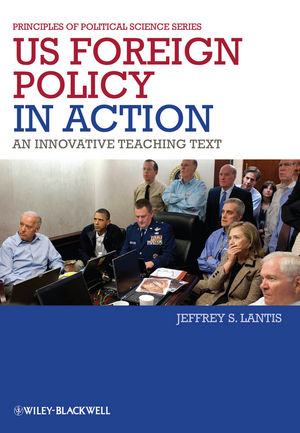 PRINCIPLES OF POLITICAL SCIENCE SERIES
US FOREIGN
POLICY
IN ACTION
AN INNOVATIVE TEACHING TEXT
JEFFREY S. LANTIS
WILEY-BLACKWELL